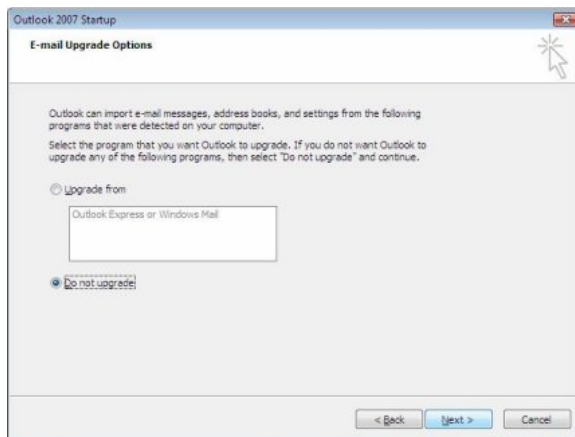 Outlook 2007 Startup
E-mail Upgrade Options
Outlook can import e-mail messages, address books, and settings from the following
programs that were detected on your computer.
Select the program that you want Outlook to upgrade. If you do not want Outlook to
upgrade any of the following programs, then select "Do not upgrade" and continue.
Upgrade from
Outlook Express or Windows Mail
Do not upgrade
< Back Next > Cancel